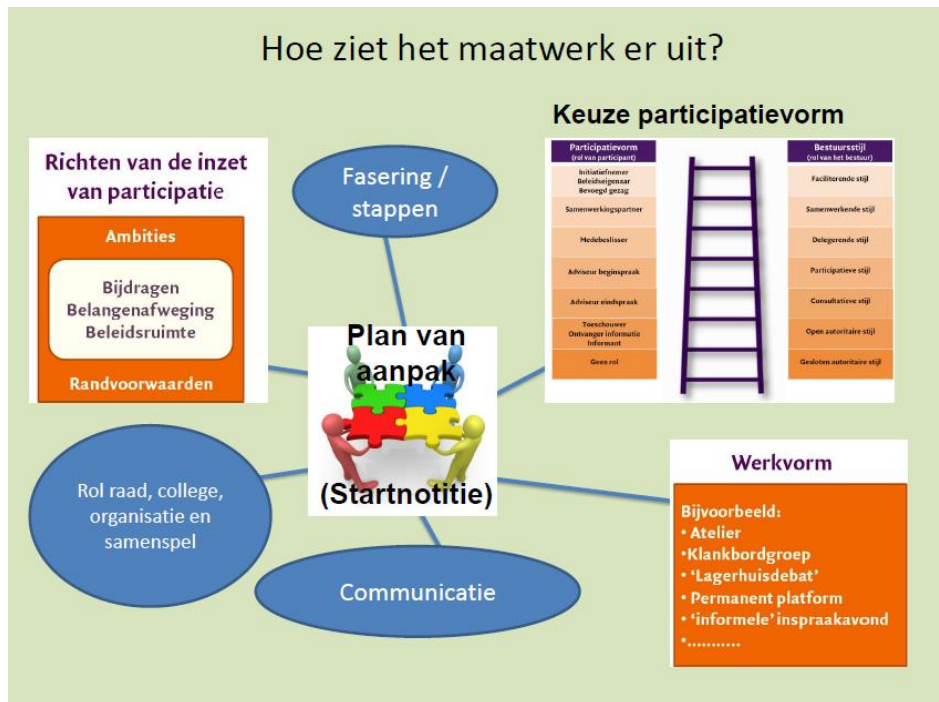 Hoe ziet het maatwerk er uit?
Richten van de inzet
van participatie
Ambities
Bijdragen
Belangenafweging
Beleidsruimte
Randvoorwaarden
Fasering /
stappen
Keuze participatievorm
Participatievorm
(rol van participant)
Initiatiefnemer
Beleidseigenaar
Bevoegd gezag
Samenwerkingspartner
Medebeslisser
Adviseur beginspraak
Adviseur eindspraak
Toeschouwer
Ontvanger informatie
Informant
Geen rol
Bestuursstijl
(rol van het bestuur)
Faciliterende stijl
Samenwerkende stijl
Delegerende stijl
Participatieve stijl
Consultatieve stijl
Open autoritaire stijl
Gesloten autoritaire stijl
Plan van
aanpak
(Startnotitie)
Rol raad, college,
organisatie en
samenspel
Communicatie
Werkvorm
Bijvoorbeeld:
• Atelier
•Klankbordgroep
• ‘Lagerhuisdebat’
• Permanent platform
• ‘informele’ inspraakavond
•...........